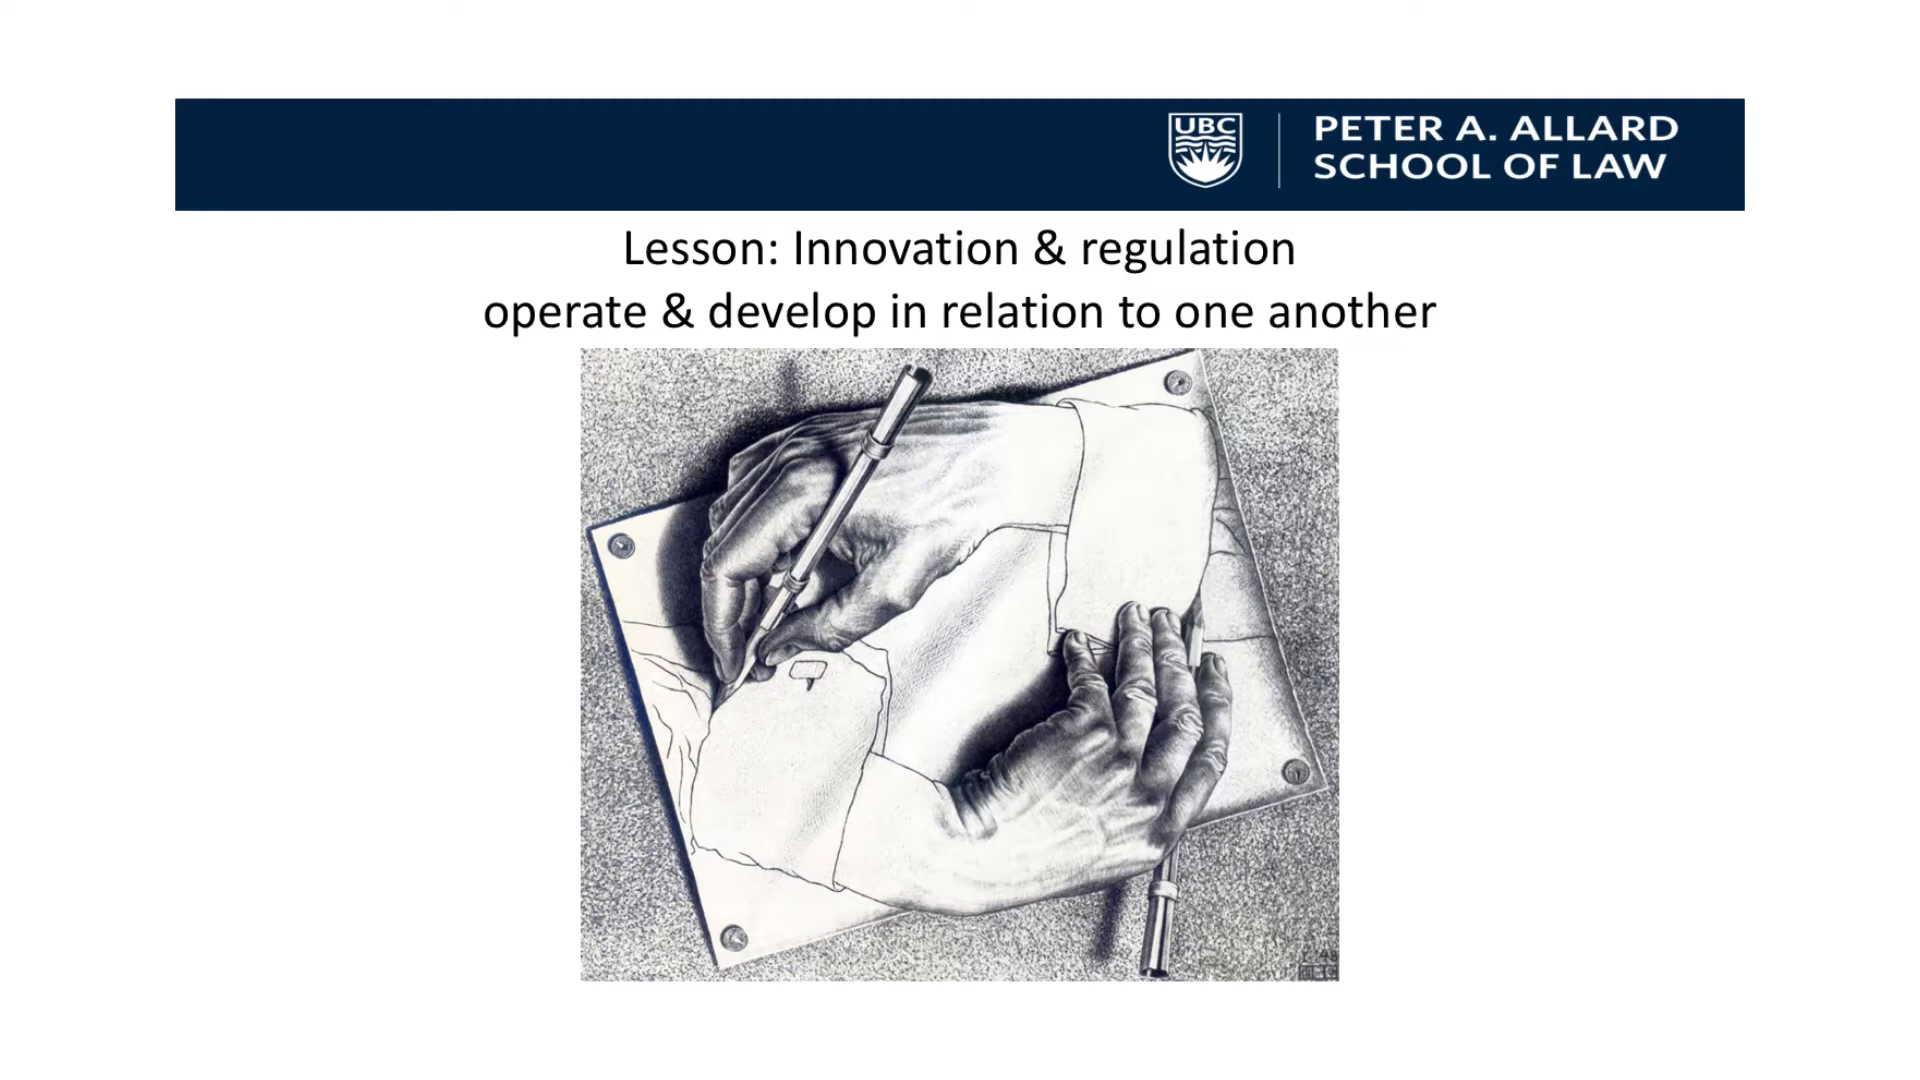 UBC
PETER A. ALLARD
SCHOOL OF LAW
Lesson: Innovation & regulation
operate & develop in relation to one another